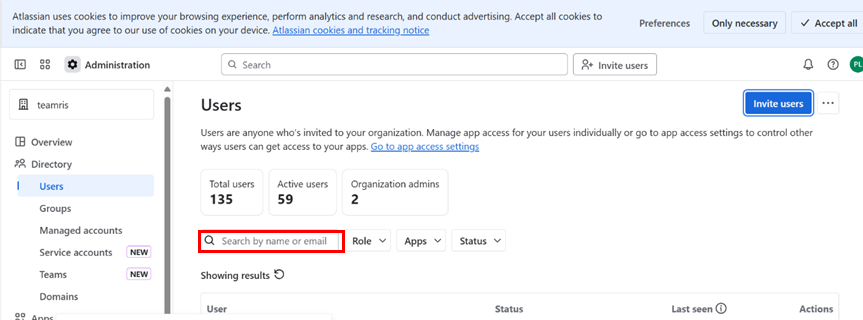 Atlassian uses cookies to improve your browsing experience, perform analytics and research, and conduct advertising. Accept all cookies to
indicate that you agree to our use of cookies on your device. Atlassian cookies and tracking notice
Preferences
Only necessary
Accept all
Administration
Search
Invite users
PL
teamris
Overview
Directory
Users
Groups
Managed accounts
Service accounts NEW
Teams NEW
Domains
Apps
Users
Invite users
Users are anyone who's invited to your organization. Manage app access for your users individually or go to app access settings to control other
ways users can get access to your apps. Go to app access settings
Total users
135
Active users
59
Organization admins
2
Search by name or email
Role
Apps
Status
Showing results
User Status Last seen Actions